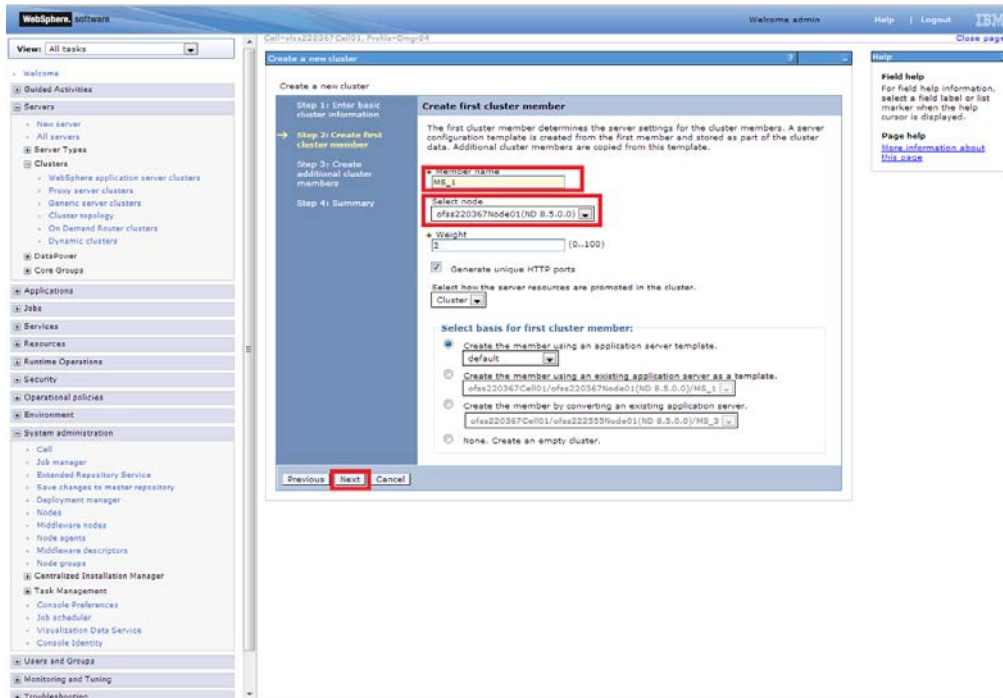 WebSphere. software
Welcome admin
Help | Logout
IBM
View: All tasks
Cell=ofss220367Cell01, Profile=Dmgr04
Close page
Welcome
Guided Activities
Servers
New server
All servers
Server Types
Clusters
WebSphere application server clusters
Proxy server clusters
Generic server clusters
Cluster topology
On Demand Router clusters
Dynamic clusters
DataPower
Core Groups
Applications
Jobs
Services
Resources
Runtime Operations
Security
Operational policies
Environment
System administration
Cell
Job manager
Extended Repository Service
Save changes to master repository
Deployment manager
Nodes
Middleware nodes
Node agents
Middleware descriptors
Node groups
Centralized Installation Manager
Task Management
Console Preferences
Job scheduler
Visualization Data Service
Console Identity
Users and Groups
Monitoring and Tuning
Troubleshooting
Create a new cluster
? –
Create a new cluster
Step 1: Enter basic
cluster information
Step 2: Create first
cluster member
Step 3: Create
additional cluster
members
Step 4: Summary
Create first cluster member
The first cluster member determines the server settings for the cluster members. A server
configuration template is created from the first member and stored as part of the cluster
data. Additional cluster members are copied from this template.
Member name
MS_1
Select node
ofss220367Node01(ND 8.5.0.0)
Weight
2 (0..100)
Generate unique HTTP ports
Select how the server resources are promoted in the cluster.
Cluster
Select basis for first cluster member:
Create the member using an application server template.
default
Create the member using an existing application server as a template.
ofss220367Cell01/ofss220367Node01(ND 8.5.0.0)/MS_1
Create the member by converting an existing application server.
ofss220367Cell01/ofss222555Node01(ND 8.5.0.0)/MS_3
None. Create an empty cluster.
Previous Next Cancel
Help
Field help
For field help information,
select a field label or list
marker when the help
cursor is displayed.
Page help
More information about
this page